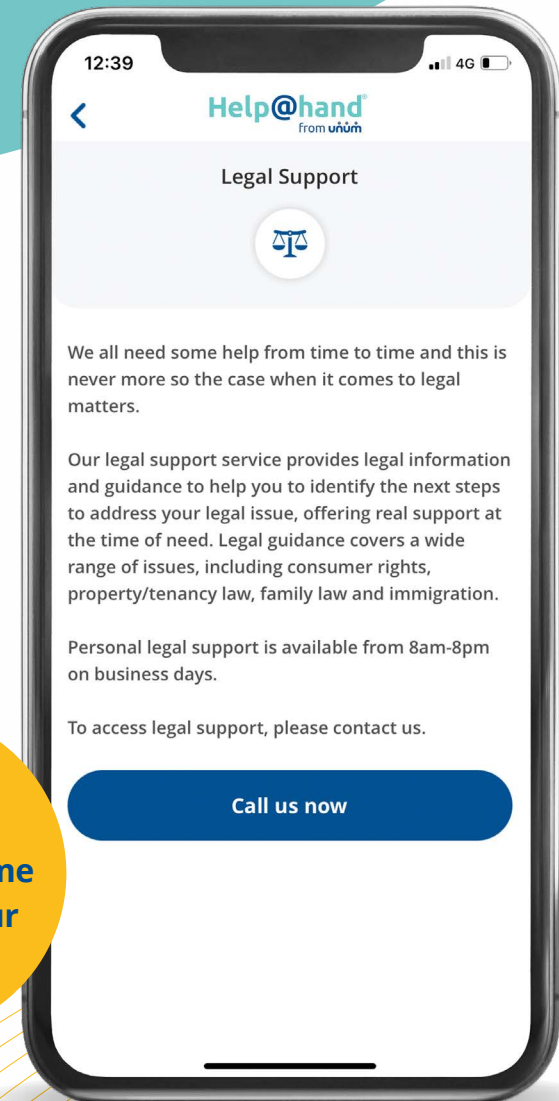 12:39
4G
Help@hand®
from unum
Legal Support
We all need some help from time to time and this is
never more so the case when it comes to legal
matters.
Our legal support service provides legal information
and guidance to help you to identify the next steps
to address your legal issue, offering real support at
the time of need. Legal guidance covers a wide
range of issues, including consumer rights,
property/tenancy law, family law and immigration.
Personal legal support is available from 8am-8pm
on business days.
To access legal support, please contact us.
Call us now